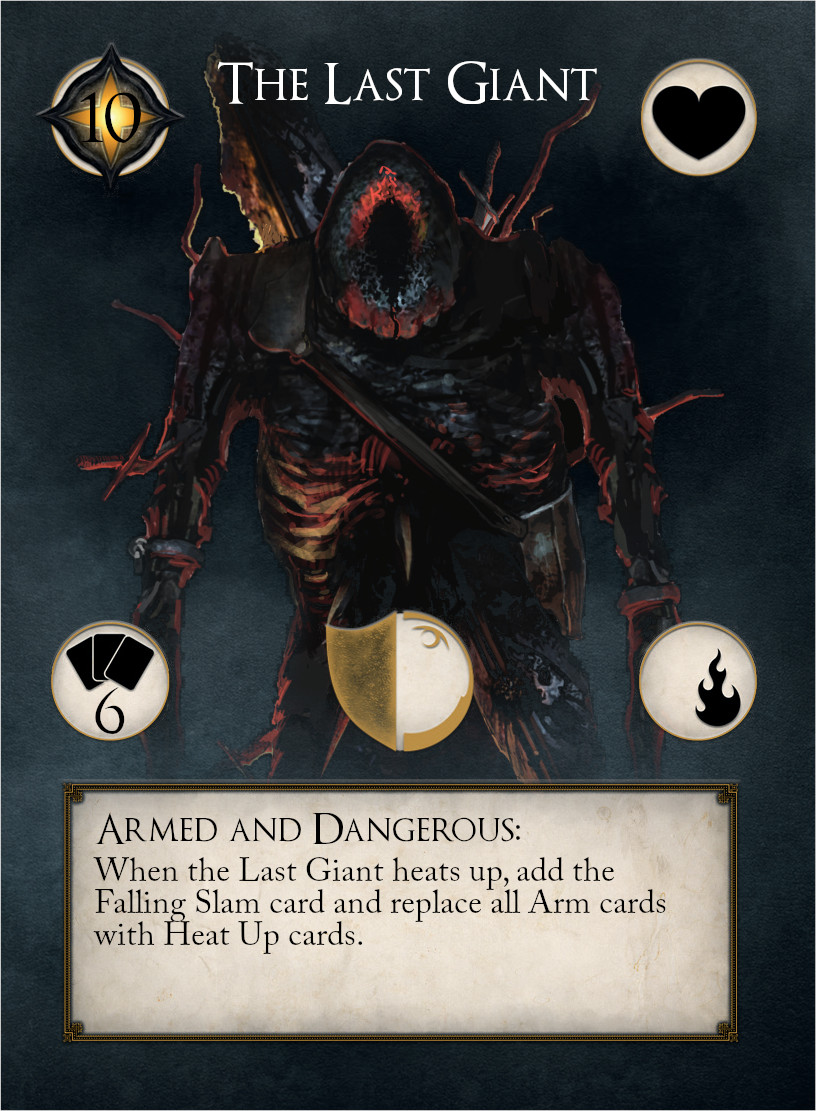 10
The Last Giant
6
Armed and Dangerous:
When the Last Giant heats up, add the
Falling Slam card and replace all Arm cards
with Heat Up cards.